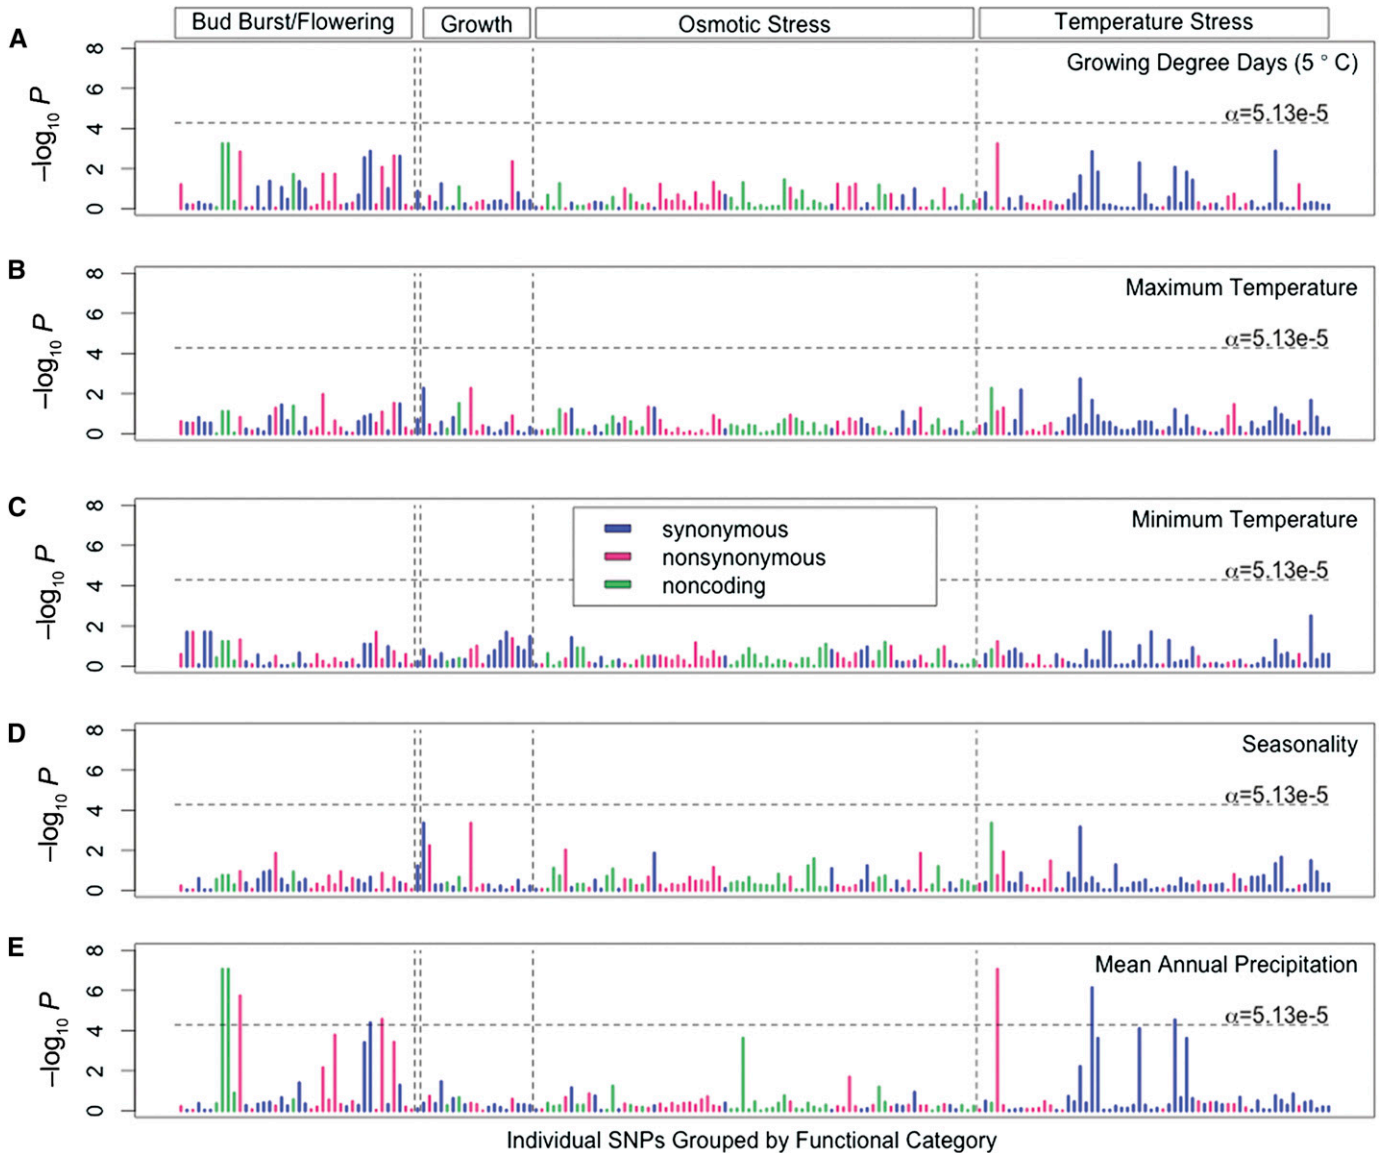 Bud Burst/Flowering Growth Osmotic Stress Temperature Stress
A
8
6
4
2
0
–log10 P
Growing Degree Days (5 ° C)
α=5.13e-5
B
8
6
4
2
0
–log10 P
Maximum Temperature
α=5.13e-5
C
8
6
4
2
0
–log10 P
Minimum Temperature
α=5.13e-5
synonymous
nonsynonymous
noncoding
D
8
6
4
2
0
–log10 P
Seasonality
α=5.13e-5
E
8
6
4
2
0
–log10 P
Mean Annual Precipitation
α=5.13e-5
Individual SNPs Grouped by Functional Category